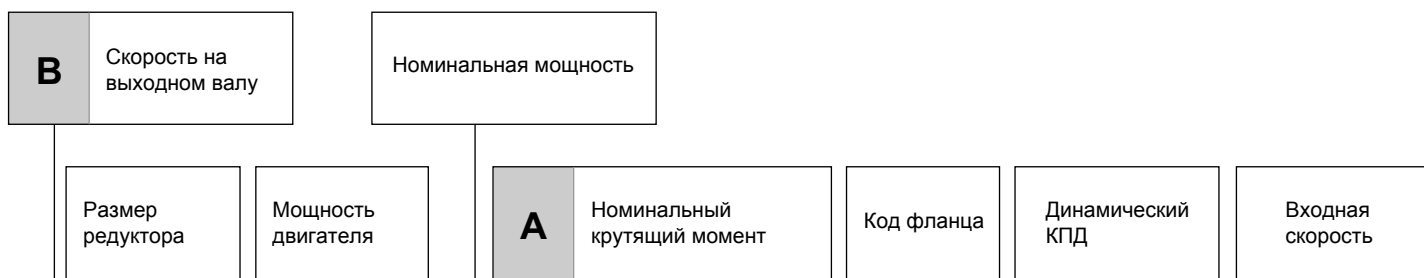 В
Скорость на
выходном валу
Номинальная мощность
Размер
редуктора
Мощность
двигателя
А
Номинальный
крутящий момент
Код фланца
Динамический
КПД
Входная
скорость